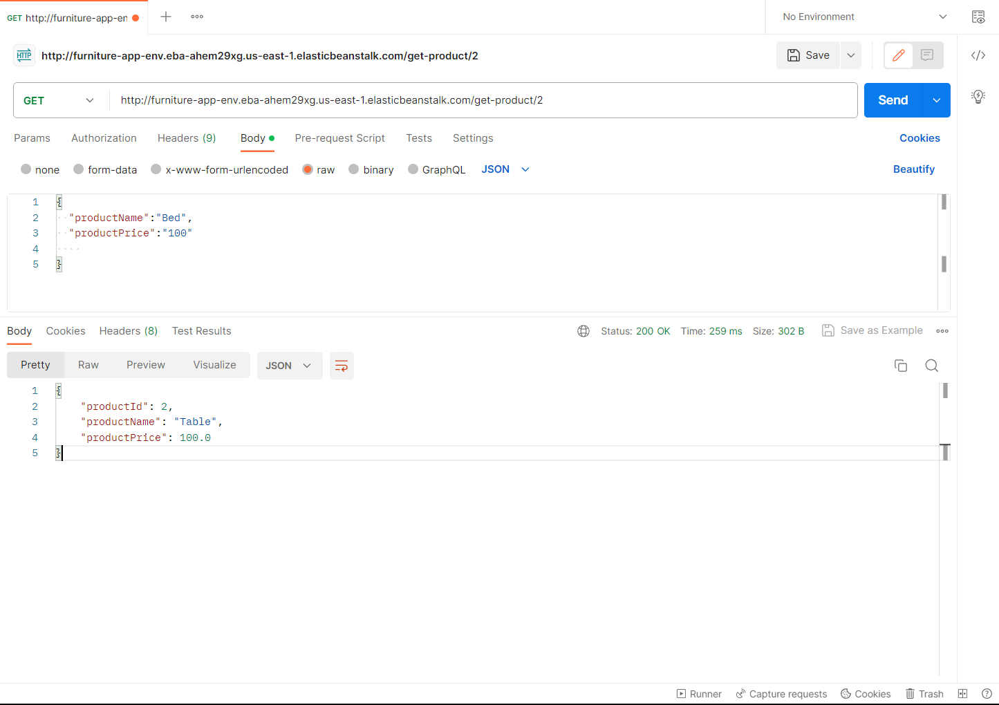 GET http://furniture-app-en
No Environment
HTTP http://furniture-app-env.eba-ahem29xg.us-east-1.elasticbeanstalk.com/get-product/2
Save
GET http://furniture-app-env.eba-ahem29xg.us-east-1.elasticbeanstalk.com/get-product/2 Send
Params Authorization Headers (9) Body Pre-request Script Tests Settings Cookies
none form-data x-www-form-urlencoded raw binary GraphQL JSON Beautify
1 {
2 "productName":"Bed",
3 "productPrice":"100"
4
5 }
Body Cookies Headers (8) Test Results Status: 200 OK Time: 259 ms Size: 302 B Save as Example
Pretty Raw Preview Visualize JSON
1 {
2 "productId": 2,
3 "productName": "Table",
4 "productPrice": 100.0
5 }
Runner Capture requests Cookies Trash